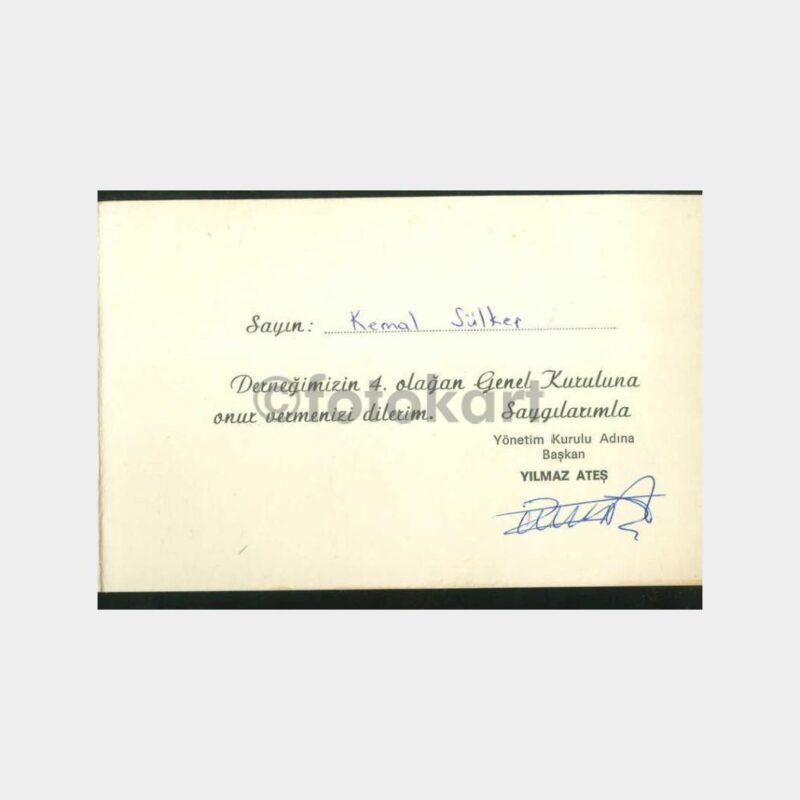 Sayın: Kemal Sülker
Derneğimizin 4. olağan Genel Kuruluna
onur vermenizi dilerim. Saygılarımla
©fotokart
Yönetim Kurulu Adına
Başkan
YILMAZ ATEŞ